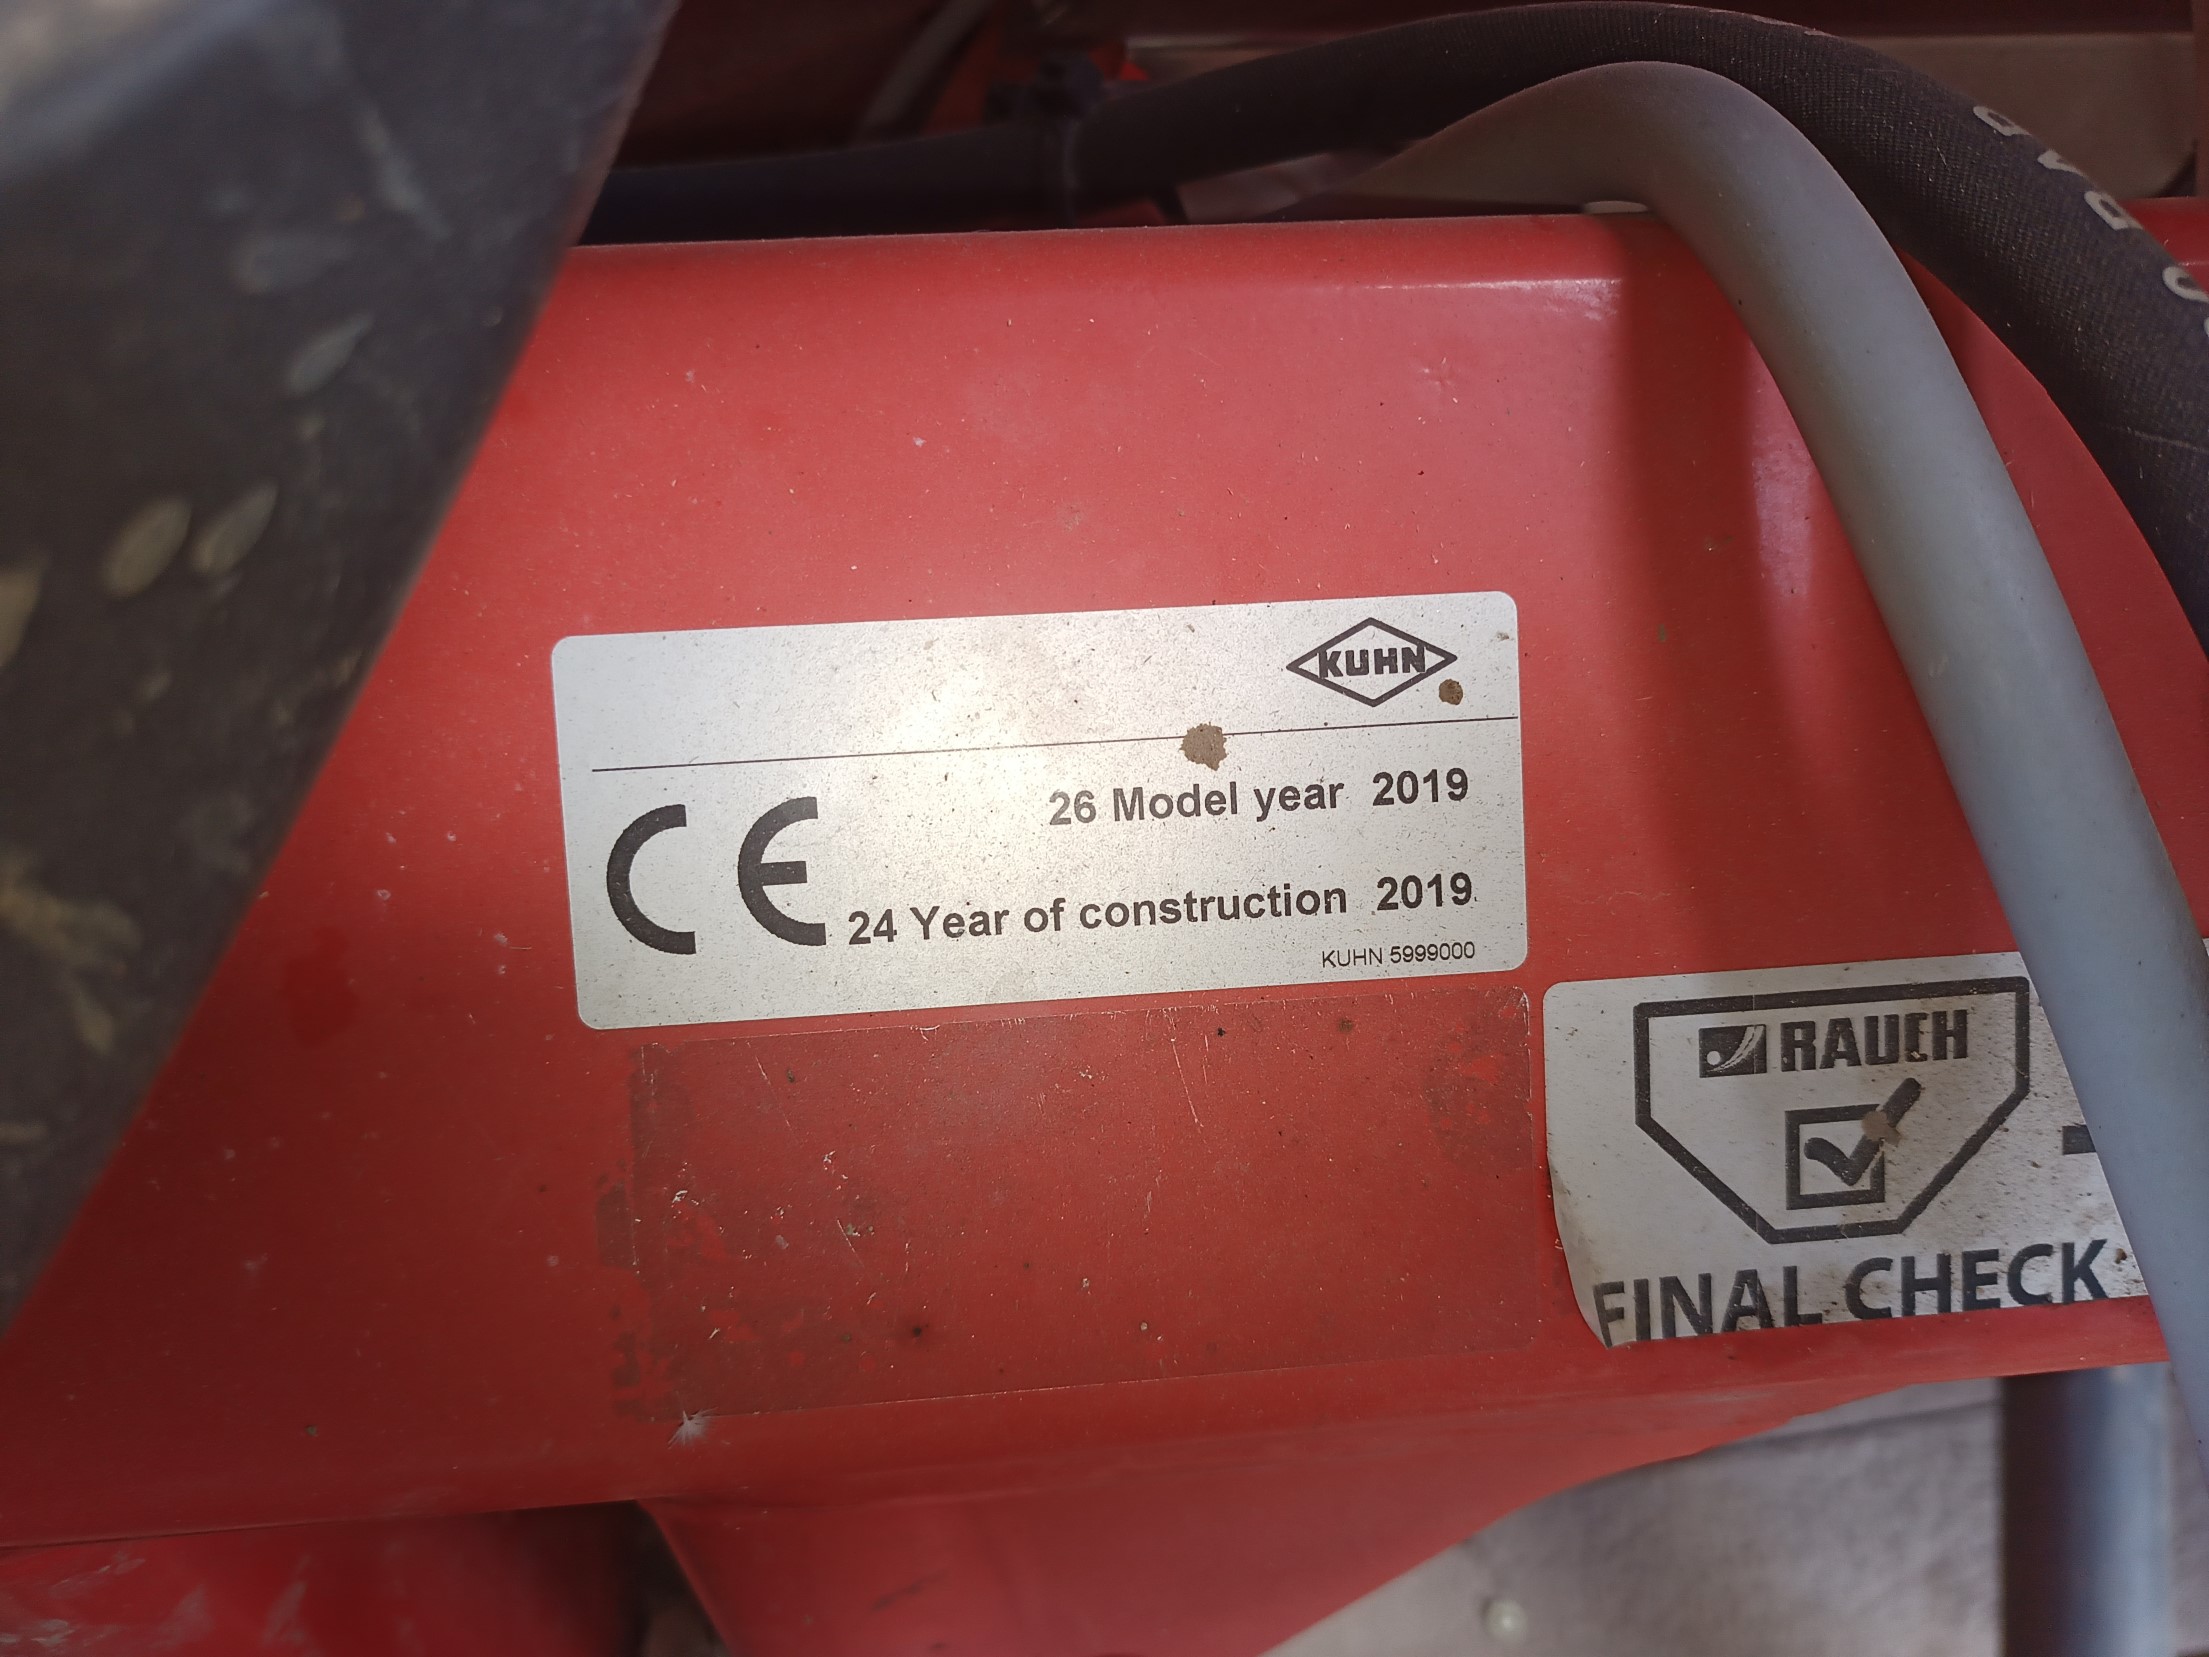 KUHN
26 Model year 2019
CE
24 Year of construction 2019
KUHN 5999000
RAUCH
FINAL CHECK